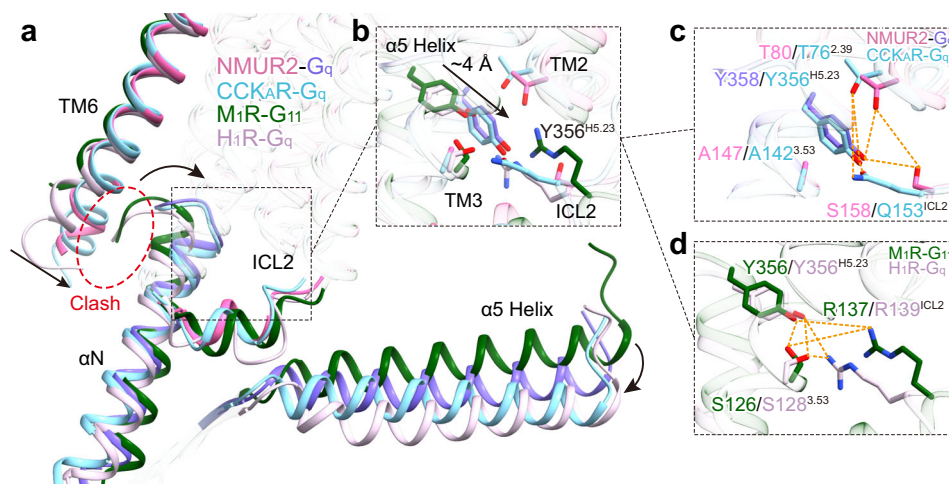 a
TM6
NMUR2-Gq
CCKAR-Gq
M1R-G11
H1R-Gq
Clash
ICL2
αN
α5 Helix
b
α5 Helix
~4 Å
TM2
Y356H5.23
TM3
ICL2
c
NMUR2-Gq
CCKAR-Gq
T80/T762.39
Y358/Y356H5.23
A147/A1423.53
S158/Q153ICL2
d
M1R-G11
H1R-Gq
Y356/Y356H5.23
R137/R139ICL2
S126/S1283.53